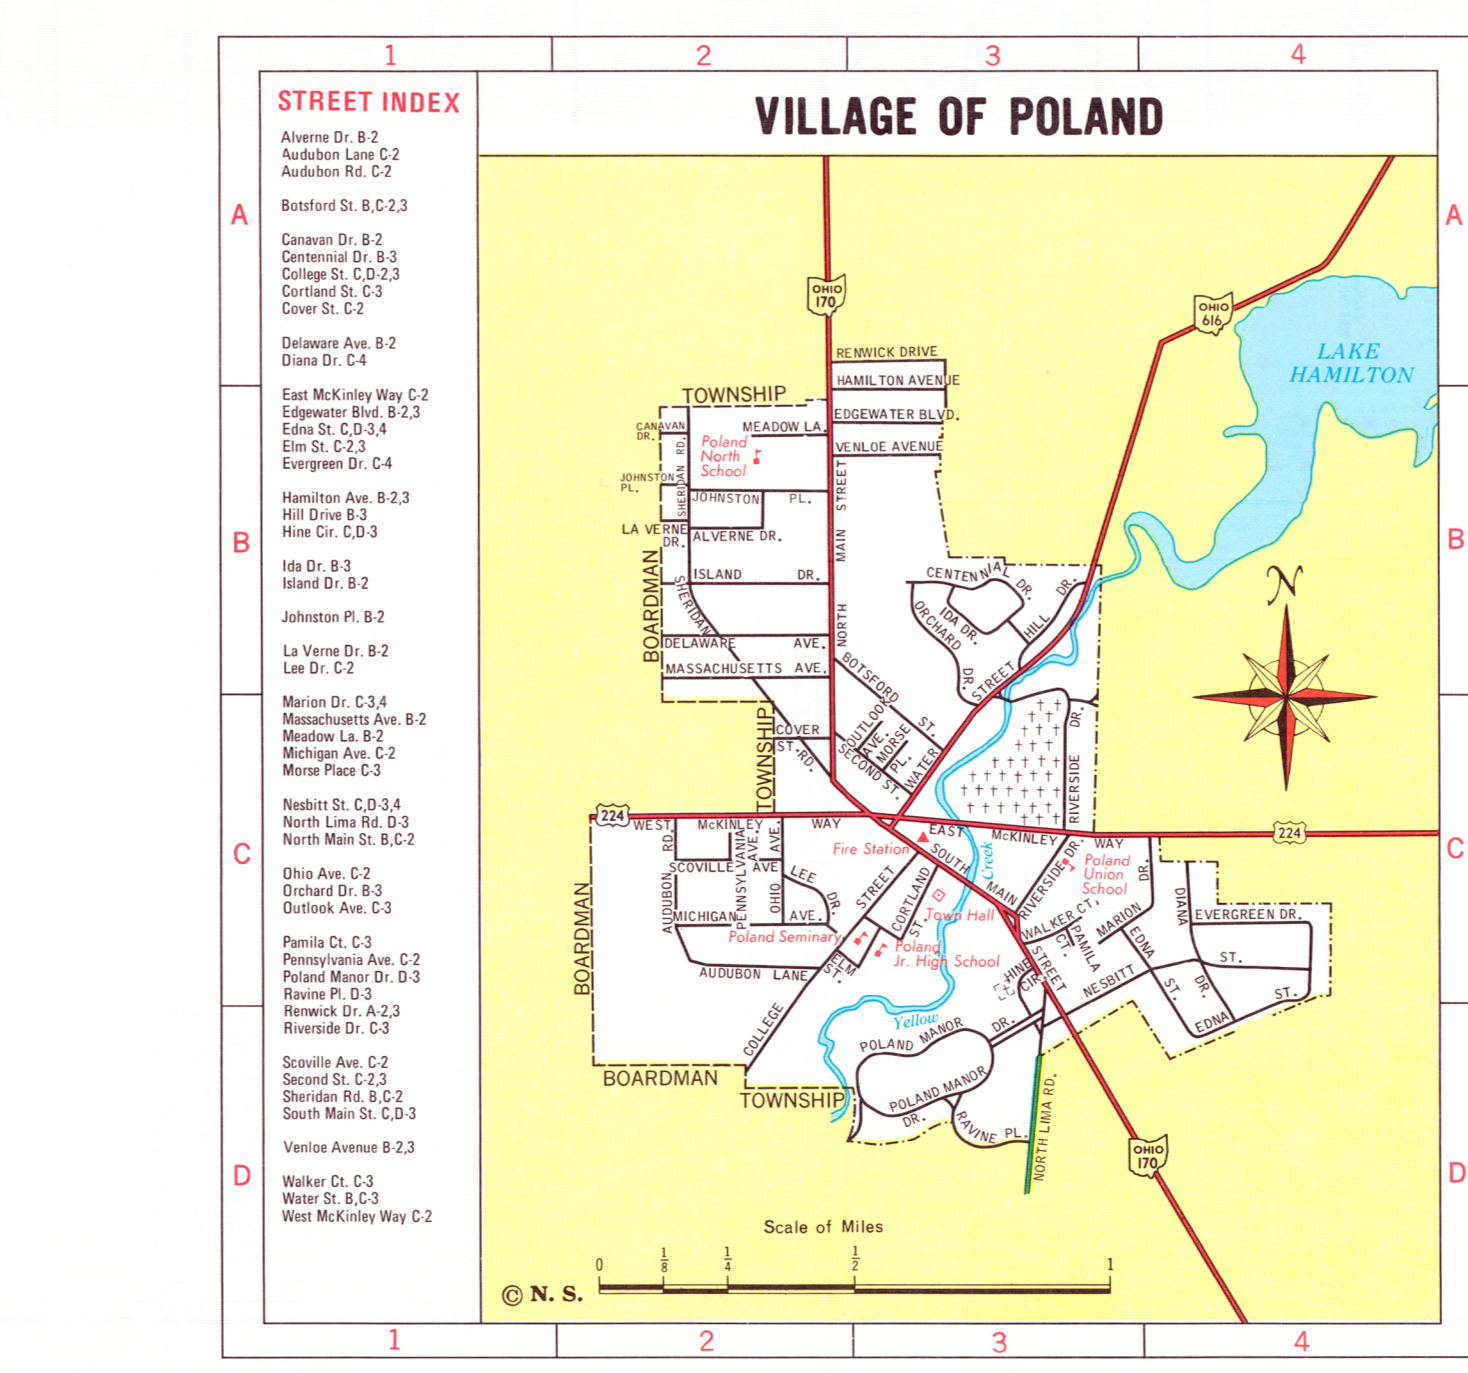 1 2 3 4
STREET INDEX
VILLAGE OF POLAND
Alverne Dr. B-2
Audubon Lane C-2
Audubon Rd. C-2
Botsford St. B,C-2,3
Canavan Dr. B-2
Centennial Dr. B-3
College St. C,D-2,3
Cortland St. C-3
Cover St. C-2
Delaware Ave. B-2
Diana Dr. C-4
East McKinley Way C-2
Edgewater Blvd. B-2,3
Edna St. C,D-3,4
Elm St. C-2,3
Evergreen Dr. C-4
Hamilton Ave. B-2,3
Hill Drive B-3
Hine Cir. C,D-3
Ida Dr. B-3
Island Dr. B-2
Johnston Pl. B-2
La Verne Dr. B-2
Lee Dr. C-2
Marion Dr. C-3,4
Massachusetts Ave. B-2
Meadow La. B-2
Michigan Ave. C-2
Morse Place C-3
Nesbitt St. C,D-3,4
North Lima Rd. D-3
North Main St. B,C-2
Ohio Ave. C-2
Orchard Dr. B-3
Outlook Ave. C-3
Pamila Ct. C-3
Pennsylvania Ave. C-2
Poland Manor Dr. D-3
Ravine Pl. D-3
Renwick Dr. A-2,3
Riverside Dr. C-3
Scoville Ave. C-2
Second St. C-2,3
Sheridan Rd. B,C-2
South Main St. C,D-3
Venloe Avenue B-2,3
Walker Ct. C-3
Water St. B,C-3
West McKinley Way C-2
A
B
C
D
A
B
C
D
OHIO
170
OHIO
616
LAKE
HAMILTON
RENWICK DRIVE
HAMILTON AVENUE
EDGEWATER BLVD.
VENLOE AVENUE
TOWNSHIP
CANAVAN
DR.
MEADOW LA.
Poland
North
School
SHERIDAN RD.
JOHNSTON
PL.
JOHNSTON PL.
LA VERNE
DR.
ALVERNE DR.
ISLAND DR.
SHERIDAN
BOARDMAN
NORTH MAIN STREET
DELAWARE AVE.
MASSACHUSETTS AVE.
CENTENNIAL DR.
IDA DR.
ORCHARD DR.
HILL DR.
N
BOTSFORD ST.
OUTLOOK
AVE.
MORSE
PL.
SECOND ST.
WATER STREET
TOWNSHIP
COVER
ST.
RD.
RIVERSIDE DR.
224
WEST McKINLEY WAY
EAST McKINLEY WAY
224
Fire Station
SOUTH MAIN STREET
Creek
RIVERSIDE DR.
Poland
Union
School
AUDUBON RD.
SCOVILLE AVE
PENNSYLVANIA
AVE.
OHIO AVE.
LEE DR.
MICHIGAN AVE.
COLLEGE STREET
CORTLAND
ST.
Town Hall
Poland Seminary
Poland
Jr. High School
ELM
ST.
AUDUBON LANE
WALKER CT.
PAMILA
CT.
MARION DR.
DIANA DR.
EVERGREEN DR.
EDNA ST.
NESBITT ST.
EDNA ST.
HINE
CIR.
BOARDMAN
Yellow
POLAND MANOR DR.
POLAND MANOR
DR.
RAVINE PL.
NORTH LIMA RD.
BOARDMAN
TOWNSHIP
OHIO
170
Scale of Miles
0 1/8 1/4 1/2 1
© N. S.
1 2 3 4